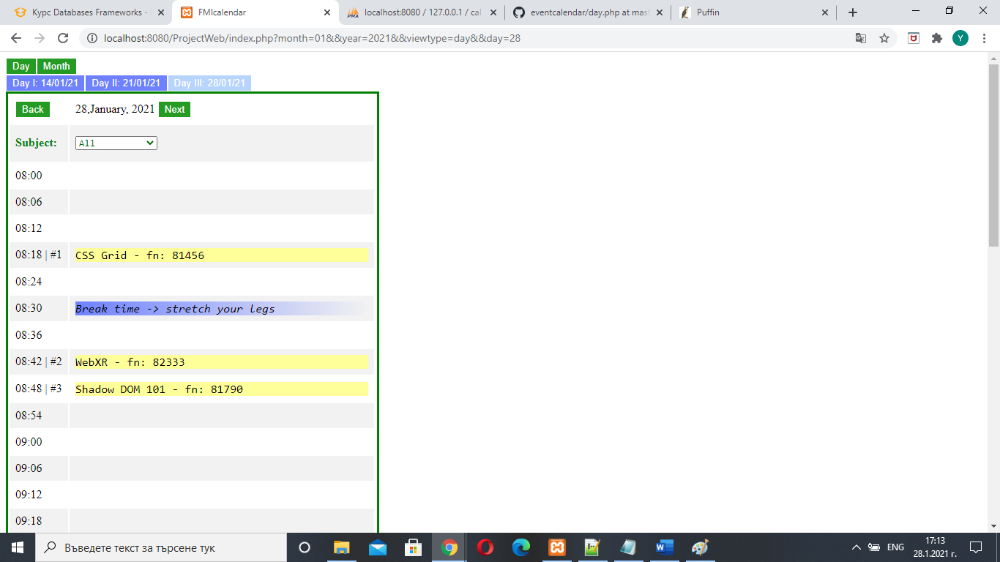 Курс Databases Frameworks -
FMIcalendar
localhost:8080 / 127.0.0.1 / cal
eventcalendar/day.php at mast
Puffin
localhost:8080/ProjectWeb/index.php?month=01&&year=2021&&viewtype=day&&day=28
Y
Day Month
Day I: 14/01/21 Day II: 21/01/21 Day III: 28/01/21
Back 28,January, 2021 Next
Subject: All
08:00
08:06
08:12
08:18 | #1 CSS Grid - fn: 81456
08:24
08:30 Break time -> stretch your legs
08:36
08:42 | #2 WebXR - fn: 82333
08:48 | #3 Shadow DOM 101 - fn: 81790
08:54
09:00
09:06
09:12
09:18
Въведете текст за търсене тук
ENG
17:13
28.1.2021 г.